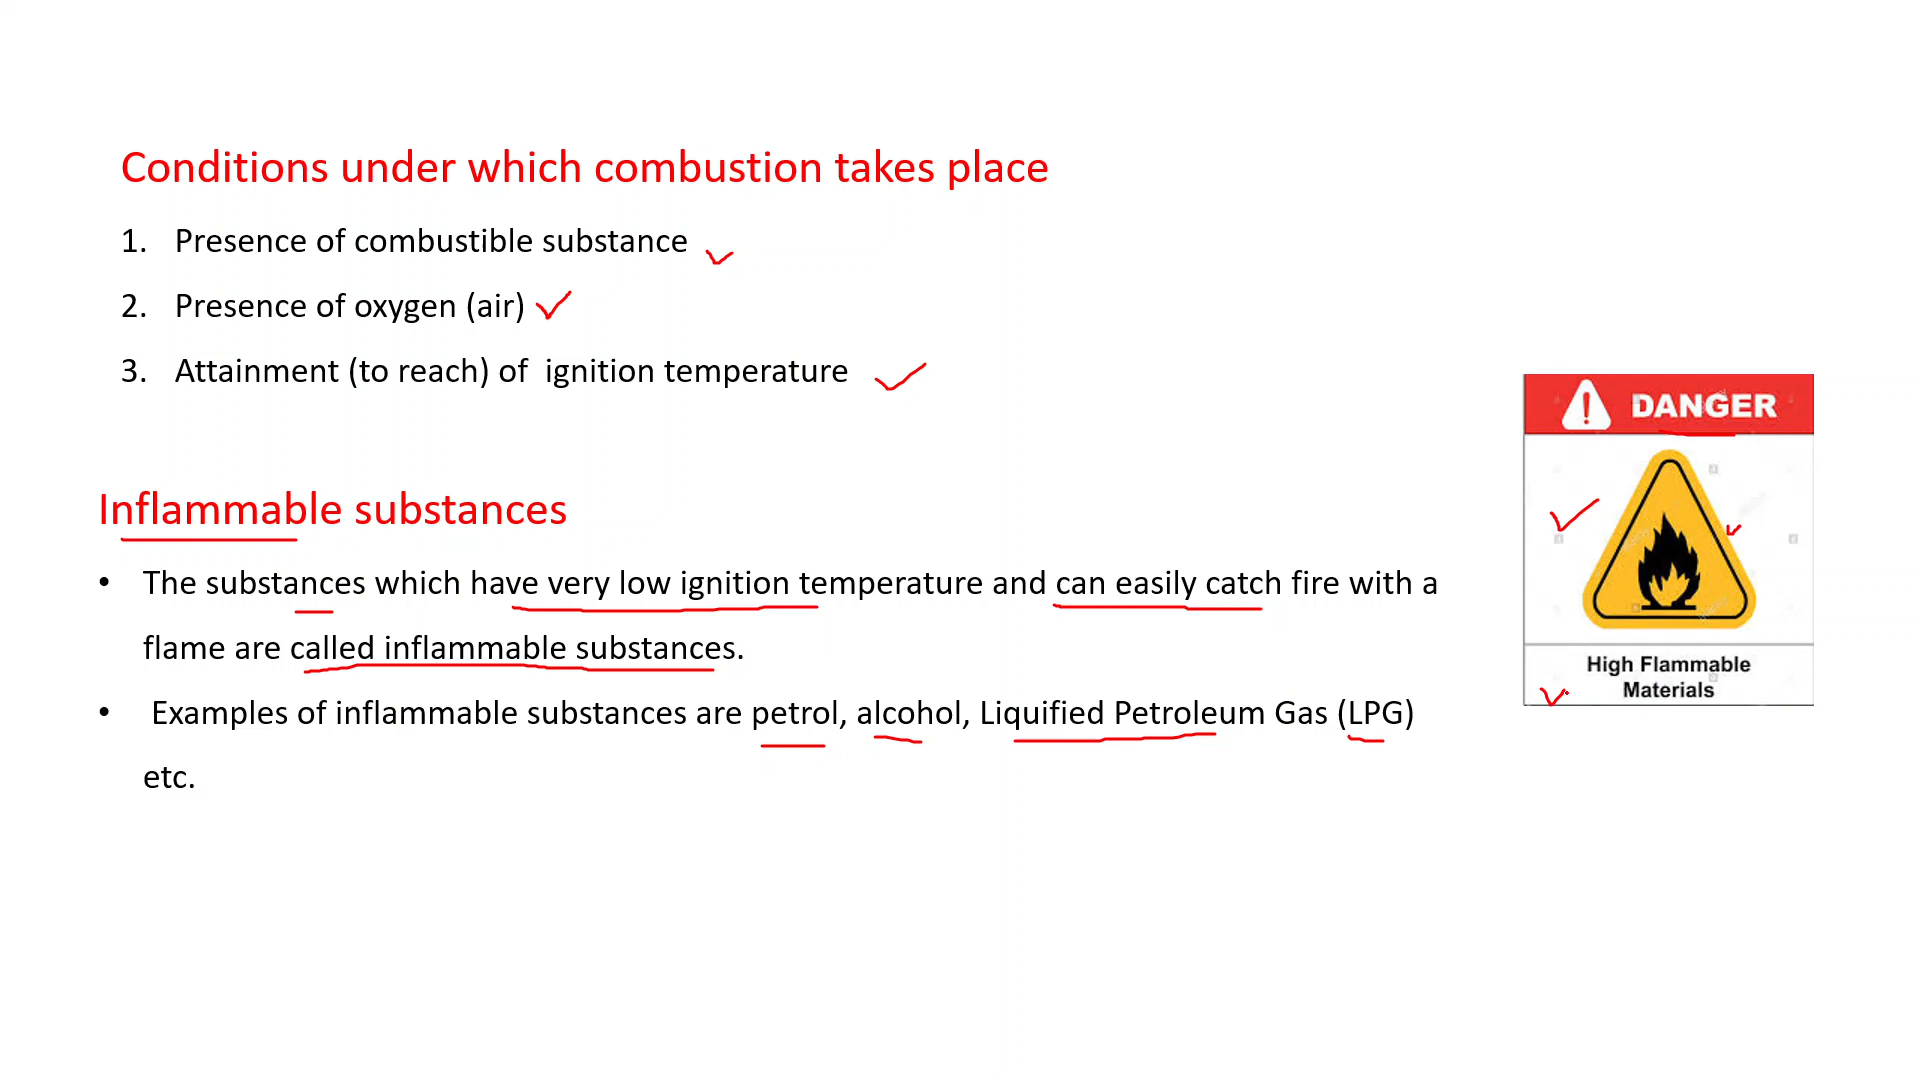 Conditions under which combustion takes place
1. Presence of combustible substance
2. Presence of oxygen (air)
3. Attainment (to reach) of ignition temperature
Inflammable substances
• The substances which have very low ignition temperature and can easily catch fire with a
flame are called inflammable substances.
• Examples of inflammable substances are petrol, alcohol, Liquified Petroleum Gas (LPG)
etc.
DANGER
High Flammable
Materials